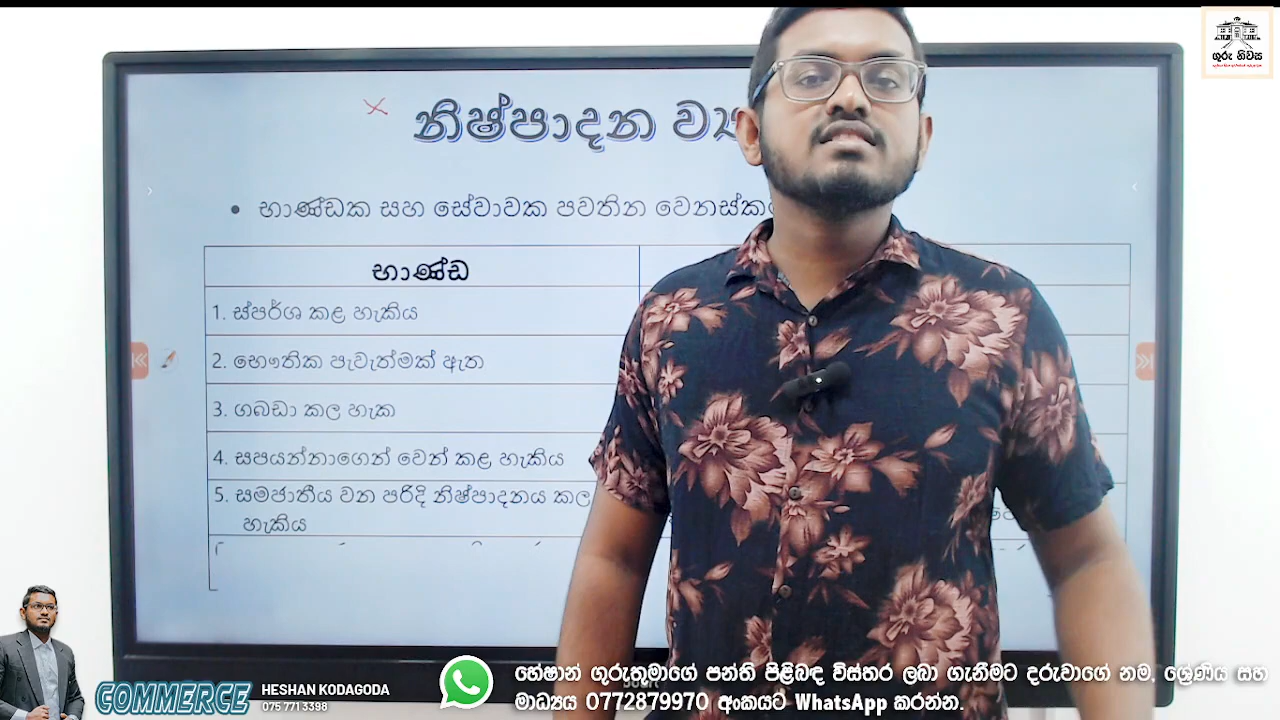 ගුරු නිවස
නිෂ්පාදන
• භාණ්ඩක සහ සේවාවක පවතින
භාණ්ඩ
1. ස්පර්ශ කළ හැකිය
2. භෞතික පැවැත්මක් ඇත
3. ගබඩා කල හැක
4. සපයන්නාගෙන් වෙන් කළ හැකිය
5. සමජාතීය වන පරිදි නිෂ්පාදනය කල
හැකිය
COMMERCE
HESHAN KODAGODA
075 771 3398
හේෂාන් ගුරුතුමාගේ පන්ති පිළිබඳ විස්තර ලබා ගැනීමට දරුවාගේ නම, ශ්‍රේණිය සහ
මාධ්‍යය 0772879970 අංකයට WhatsApp කරන්න.